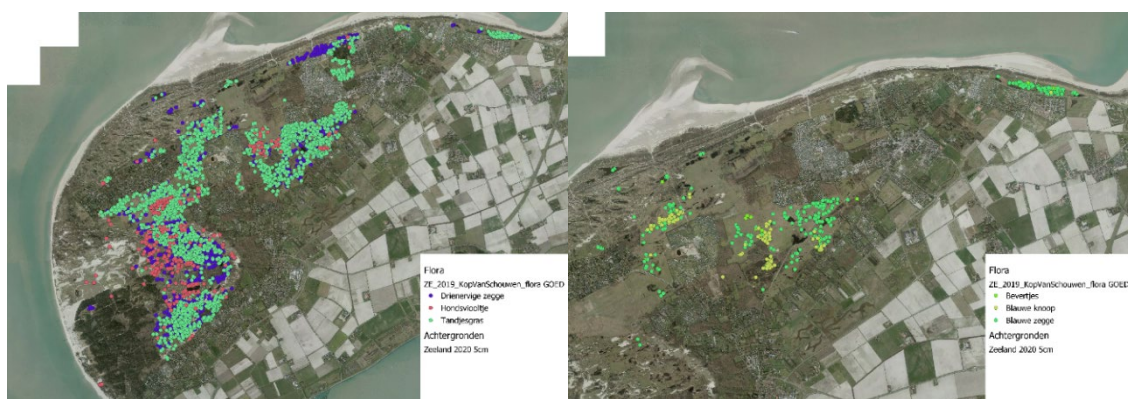 Flora
ZE_2019_KopVanSchouwen_flora GOED
Drienervige zegge
Hondsviooltje
Tandjesgras
Achtergronden
Zeeland 2020 5cm
Flora
ZE_2019_KopVanSchouwen_flora GOED
Bevertjes
Blauwe knoop
Blauwe zegge
Achtergronden
Zeeland 2020 5cm